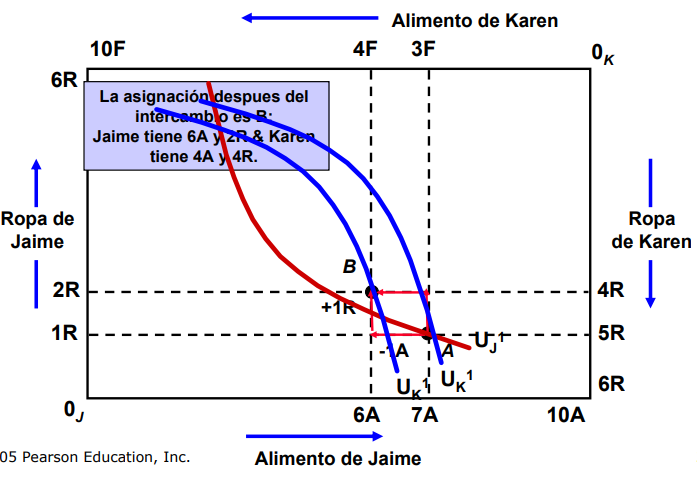 Alimento de Karen
10F
4F
3F
0K
6R
La asignación despues del
intercambio es B:
Jaime tiene 6A y 2R & Karen
tiene 4A y 4R.
Ropa de
Jaime
Ropa
de Karen
B
2R
4R
+1R
1R
-1A
A
UJ1
5R
UK1
UK1
6R
0J
6A
7A
10A
05 Pearson Education, Inc.
Alimento de Jaime